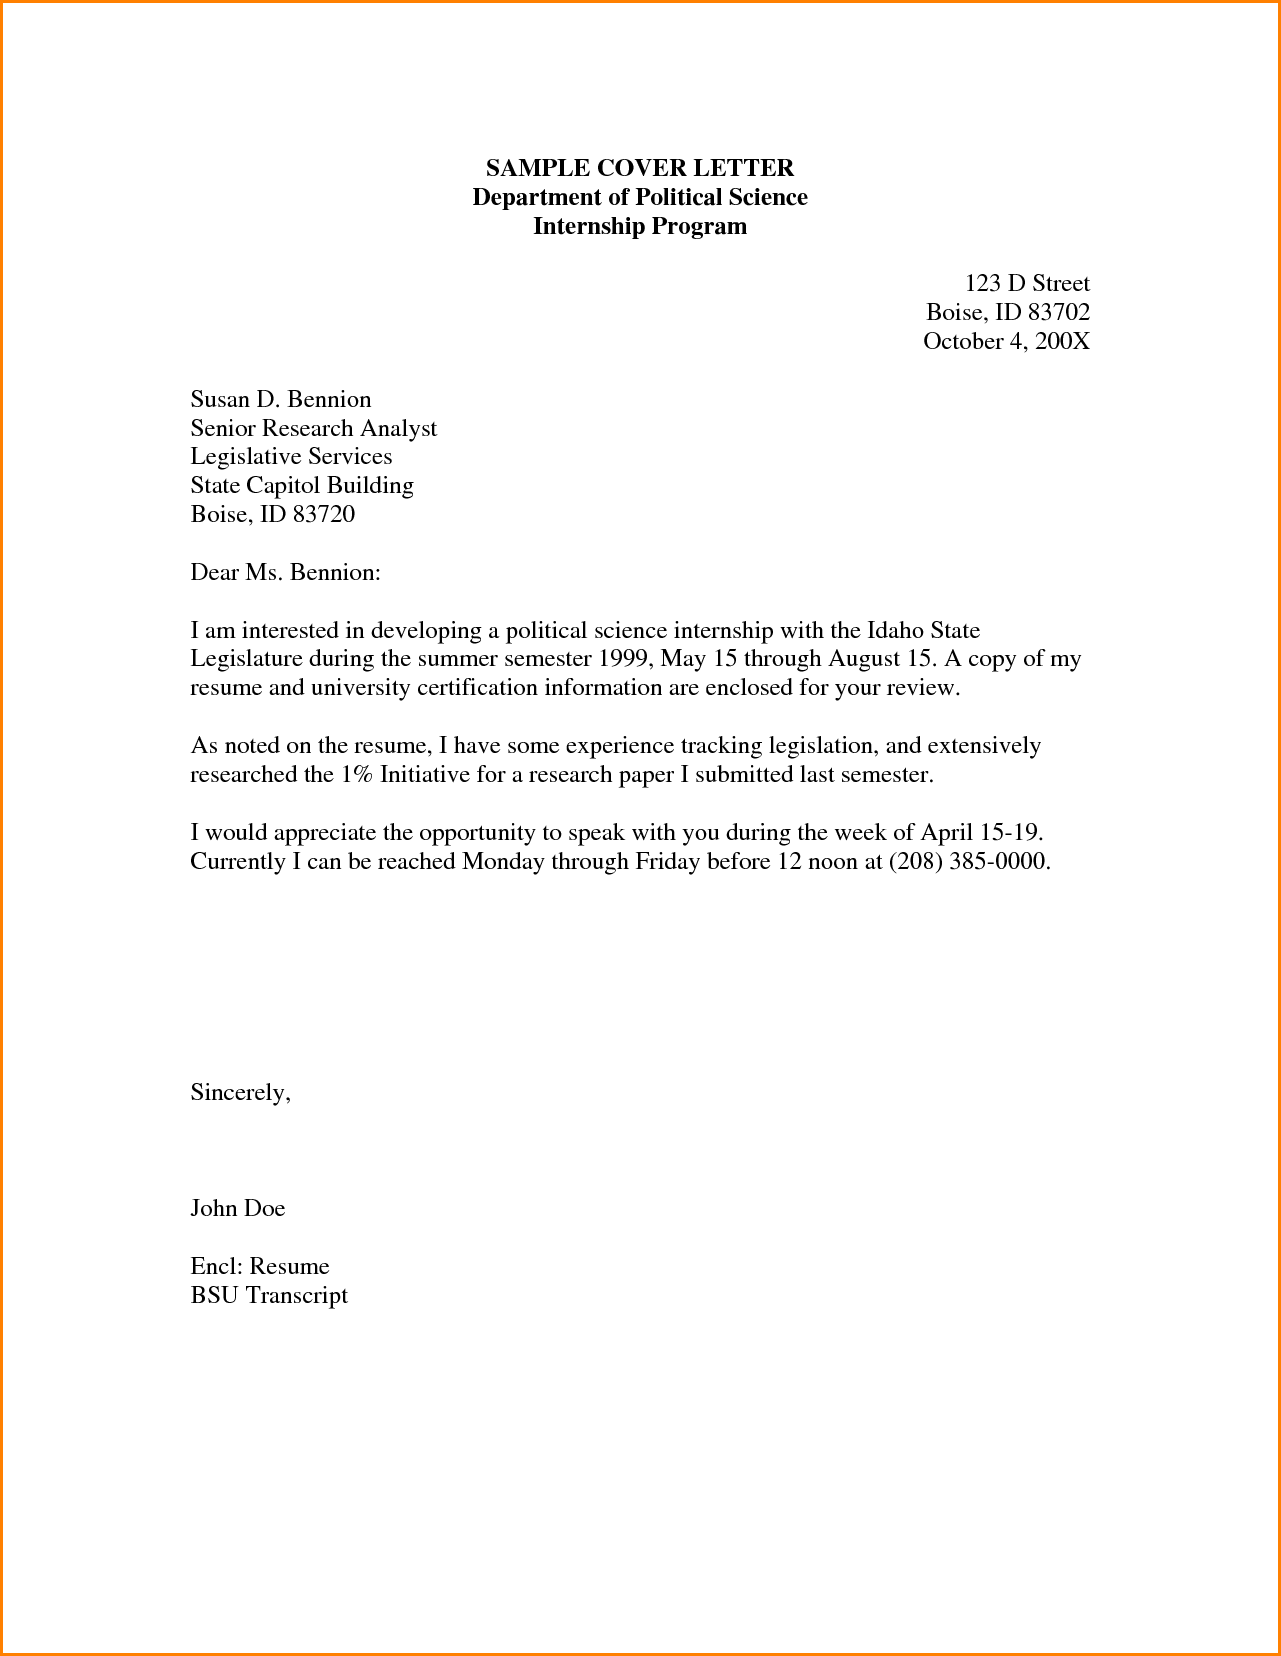 SAMPLE COVER LETTER
Department of Political Science
Internship Program
123 D Street
Boise, ID 83702
October 4, 200X
Susan D. Bennion
Senior Research Analyst
Legislative Services
State Capitol Building
Boise, ID 83720
Dear Ms. Bennion:
I am interested in developing a political science internship with the Idaho State
Legislature during the summer semester 1999, May 15 through August 15. A copy of my
resume and university certification information are enclosed for your review.
As noted on the resume, I have some experience tracking legislation, and extensively
researched the 1% Initiative for a research paper I submitted last semester.
I would appreciate the opportunity to speak with you during the week of April 15-19.
Currently I can be reached Monday through Friday before 12 noon at (208) 385-0000.
Sincerely,
John Doe
Encl: Resume
BSU Transcript